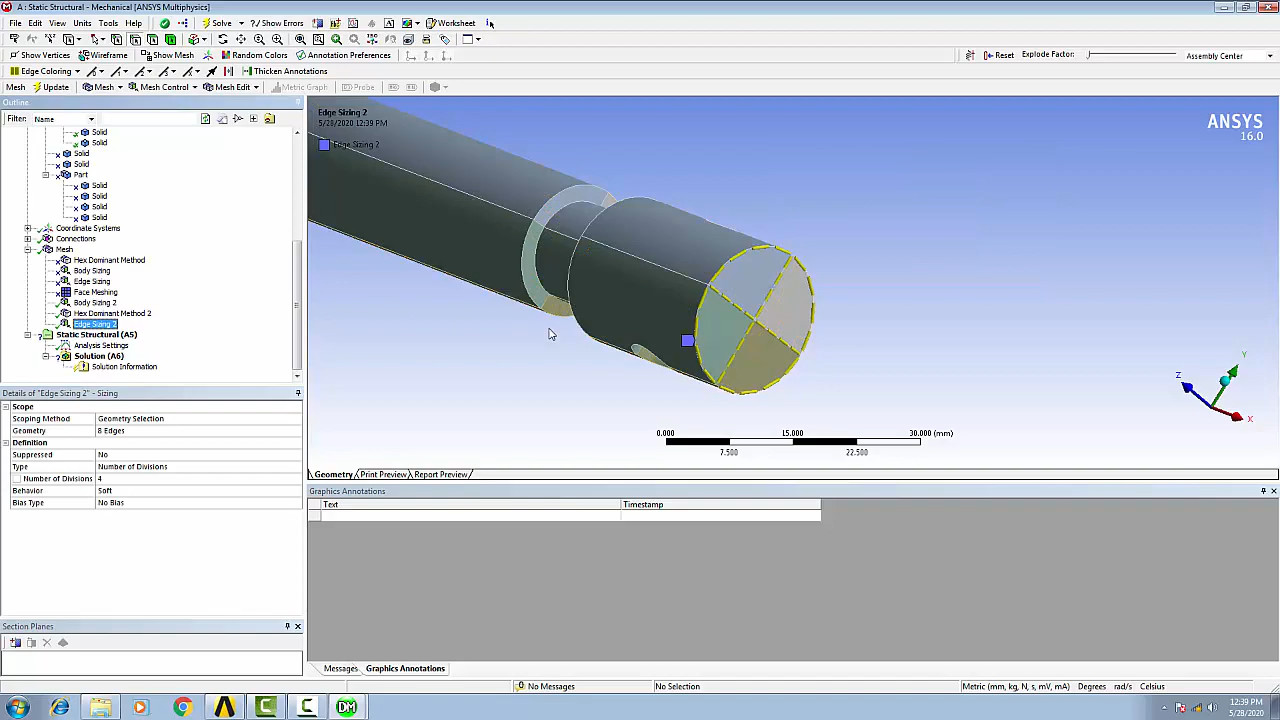 A : Static Structural - Mechanical [ANSYS Multiphysics]
File Edit View Units Tools Help Solve Show Errors Worksheet
Show Vertices Wireframe Show Mesh Random Colors Annotation Preferences Reset Explode Factor: Assembly Center
Edge Coloring Thicken Annotations
Mesh Update Mesh Mesh Control Mesh Edit Metric Graph Probe
Outline
Filter: Name
Solid
Solid
Solid
Solid
Part
Solid
Solid
Solid
Solid
Coordinate Systems
Connections
Mesh
Hex Dominant Method
Body Sizing
Edge Sizing
Face Meshing
Body Sizing 2
Hex Dominant Method 2
Edge Sizing 2
Static Structural (A5)
Analysis Settings
Solution (A6)
Solution Information
Details of "Edge Sizing 2" - Sizing
Scope
Scoping Method Geometry Selection
Geometry 8 Edges
Definition
Suppressed No
Type Number of Divisions
Number of Divisions 4
Behavior Soft
Bias Type No Bias
Section Planes
Edge Sizing 2
5/28/2020 12:39 PM
Edge Sizing 2
ANSYS
16.0
Y
Z
X
0.000 15.000 30.000 (mm)
7.500 22.500
Geometry Print Preview Report Preview
Graphics Annotations
Text Timestamp
Messages Graphics Annotations
No Messages No Selection Metric (mm, kg, N, s, mV, mA) Degrees rad/s Celsius
DM
12:39 PM
5/28/2020